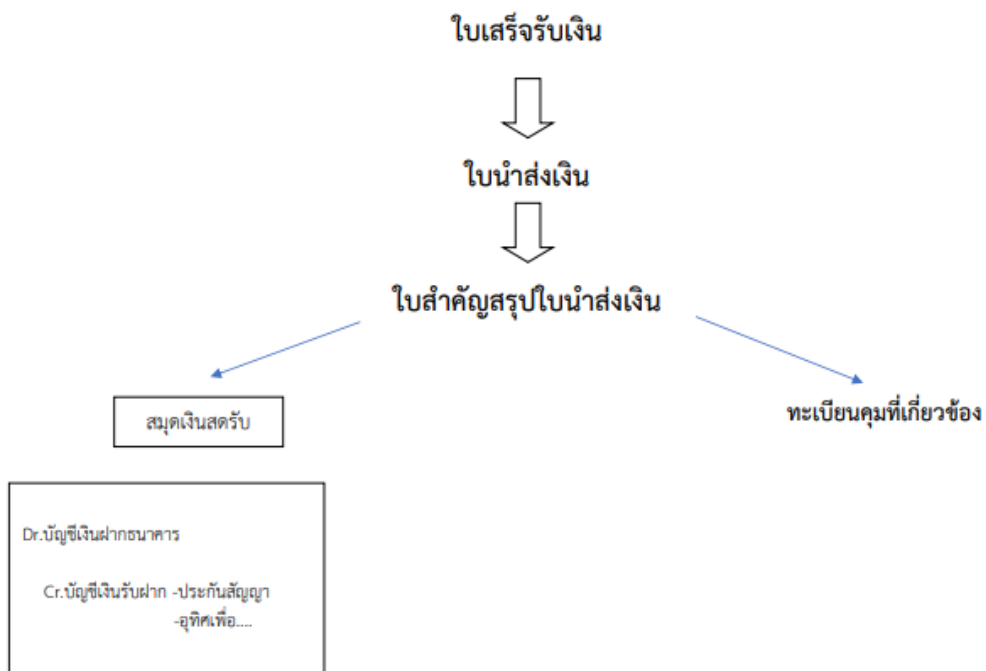 ใบเสร็จรับเงิน
ใบนำส่งเงิน
ใบสำคัญสรุปใบนำส่งเงิน
สมุดเงินสดรับ
ทะเบียนคุมที่เกี่ยวข้อง
Dr.บัญชีเงินฝากธนาคาร
Cr.บัญชีเงินรับฝาก -ประกันสัญญา
-อุทิศเพื่อ....